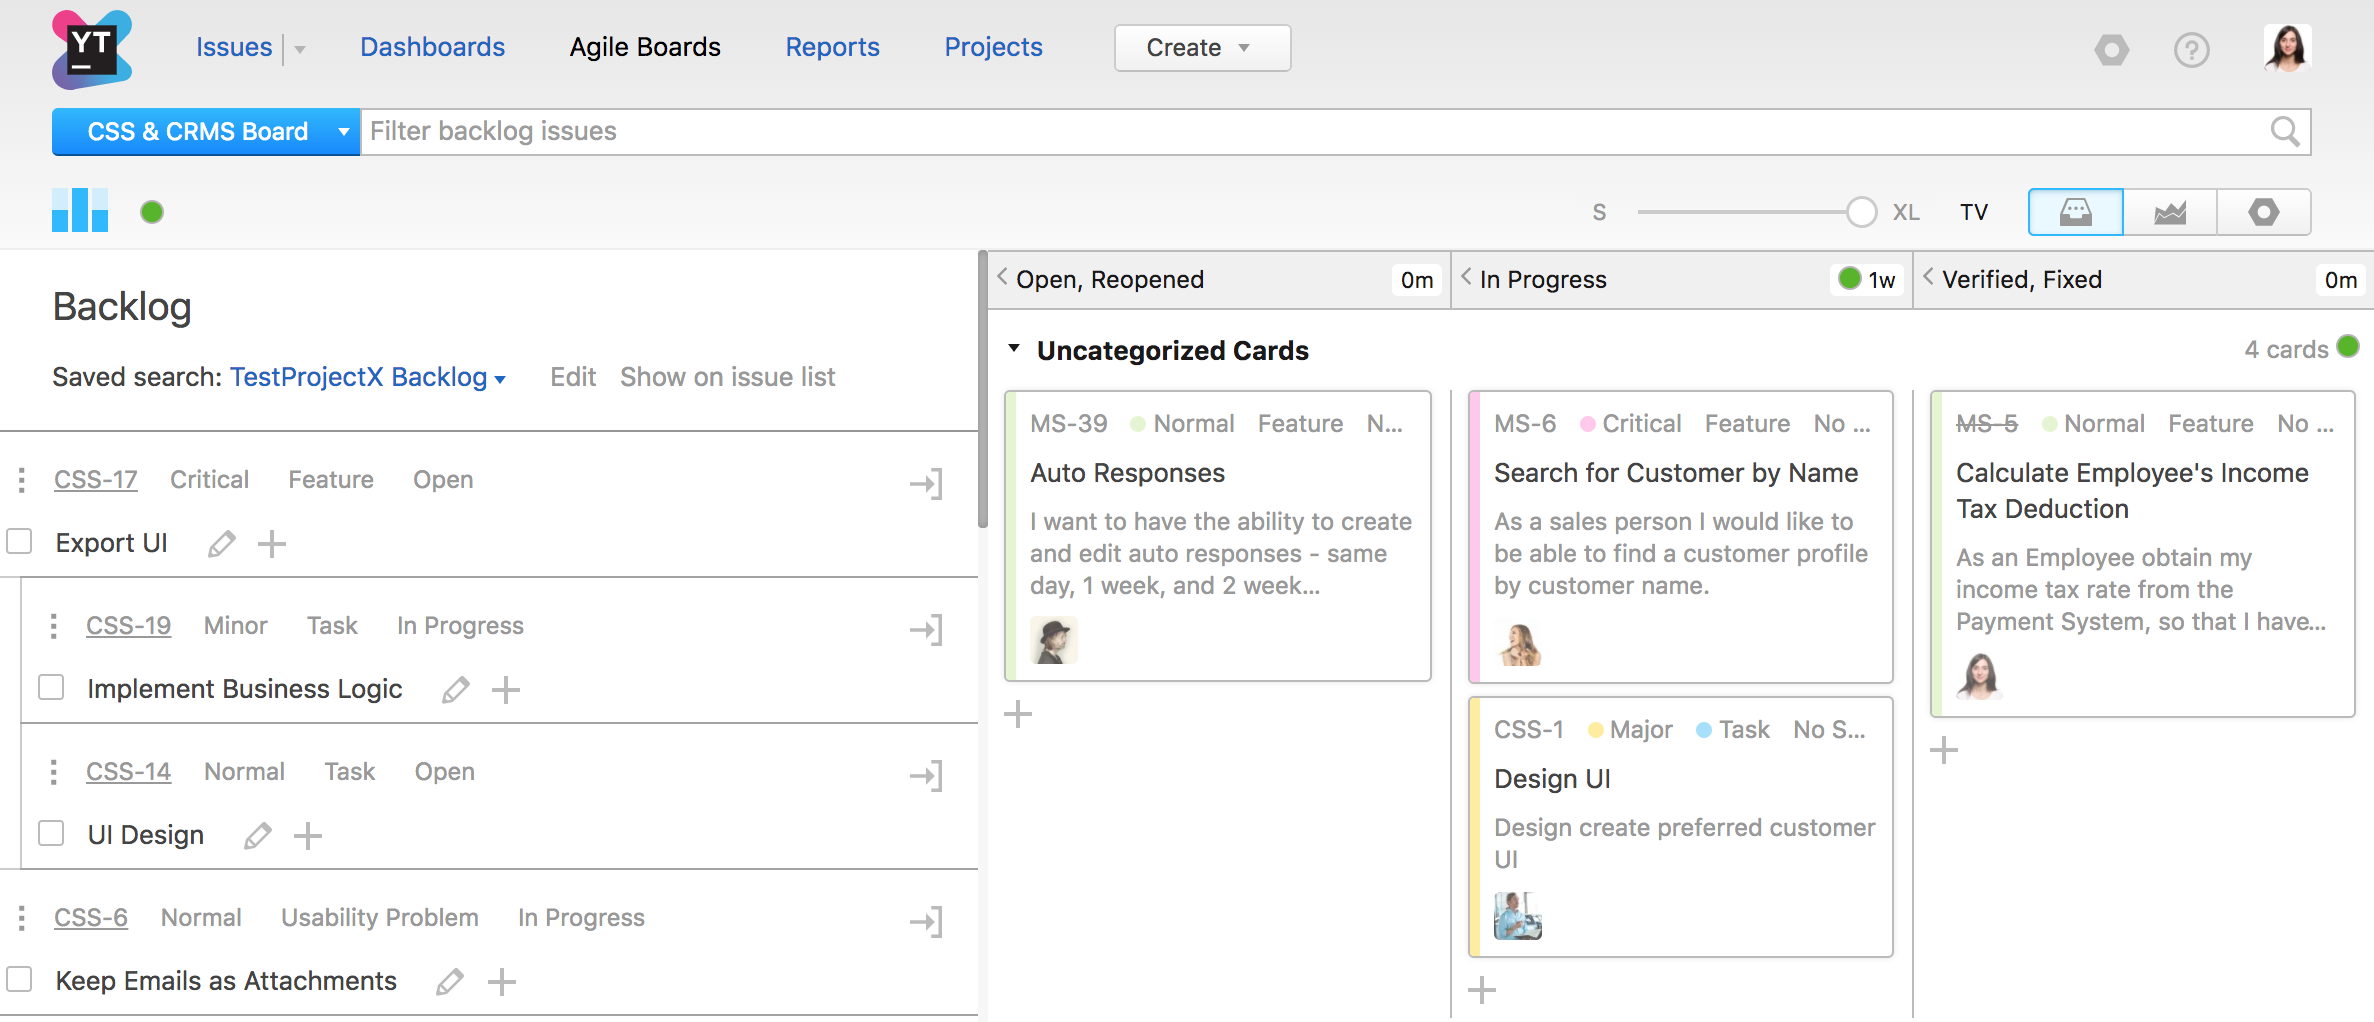 YT
Issues
Dashboards
Agile Boards
Reports
Projects
Create
CSS & CRMS Board
Filter backlog issues
S
XL
TV
Backlog
Saved search: TestProjectX Backlog
Edit
Show on issue list
CSS-17 Critical Feature Open
Export UI
CSS-19 Minor Task In Progress
Implement Business Logic
CSS-14 Normal Task Open
UI Design
CSS-6 Normal Usability Problem In Progress
Keep Emails as Attachments
Open, Reopened 0m
In Progress 1w
Verified, Fixed 0m
Uncategorized Cards
4 cards
MS-39 Normal Feature N...
Auto Responses
I want to have the ability to create
and edit auto responses - same
day, 1 week, and 2 week...
MS-6 Critical Feature No ...
Search for Customer by Name
As a sales person I would like to
be able to find a customer profile
by customer name.
CSS-1 Major Task No S...
Design UI
Design create preferred customer
UI
MS-5 Normal Feature No ...
Calculate Employee's Income
Tax Deduction
As an Employee obtain my
income tax rate from the
Payment System, so that I have...